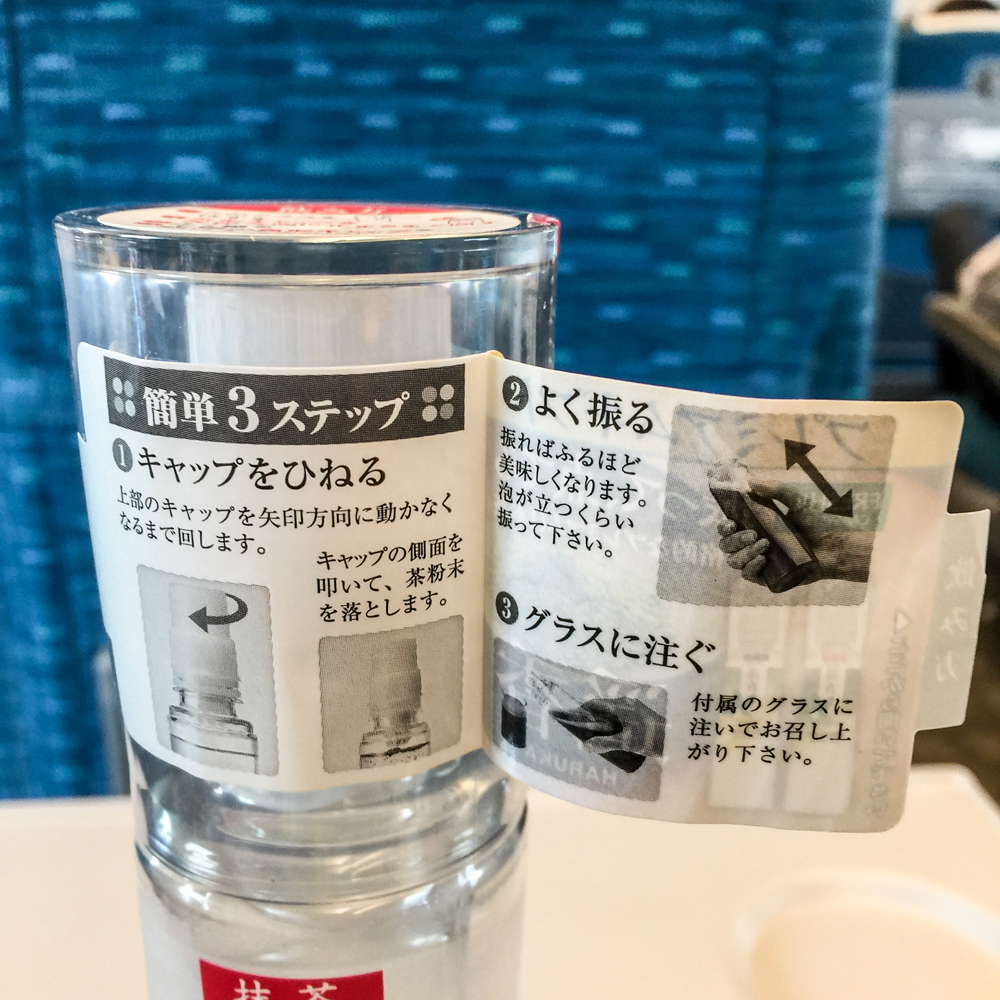 簡単3ステップ
1 キャップをひねる
上部のキャップを矢印方向に動かなく
なるまで回します。
キャップの側面を
叩いて、茶粉末
を落とします。
2 よく振る
振ればふるほど
美味しくなります。
泡が立つくらい
振って下さい。
3 グラスに注ぐ
付属のグラスに
注いでお召し上
がり下さい。
HARUKA
飲み方
抹茶